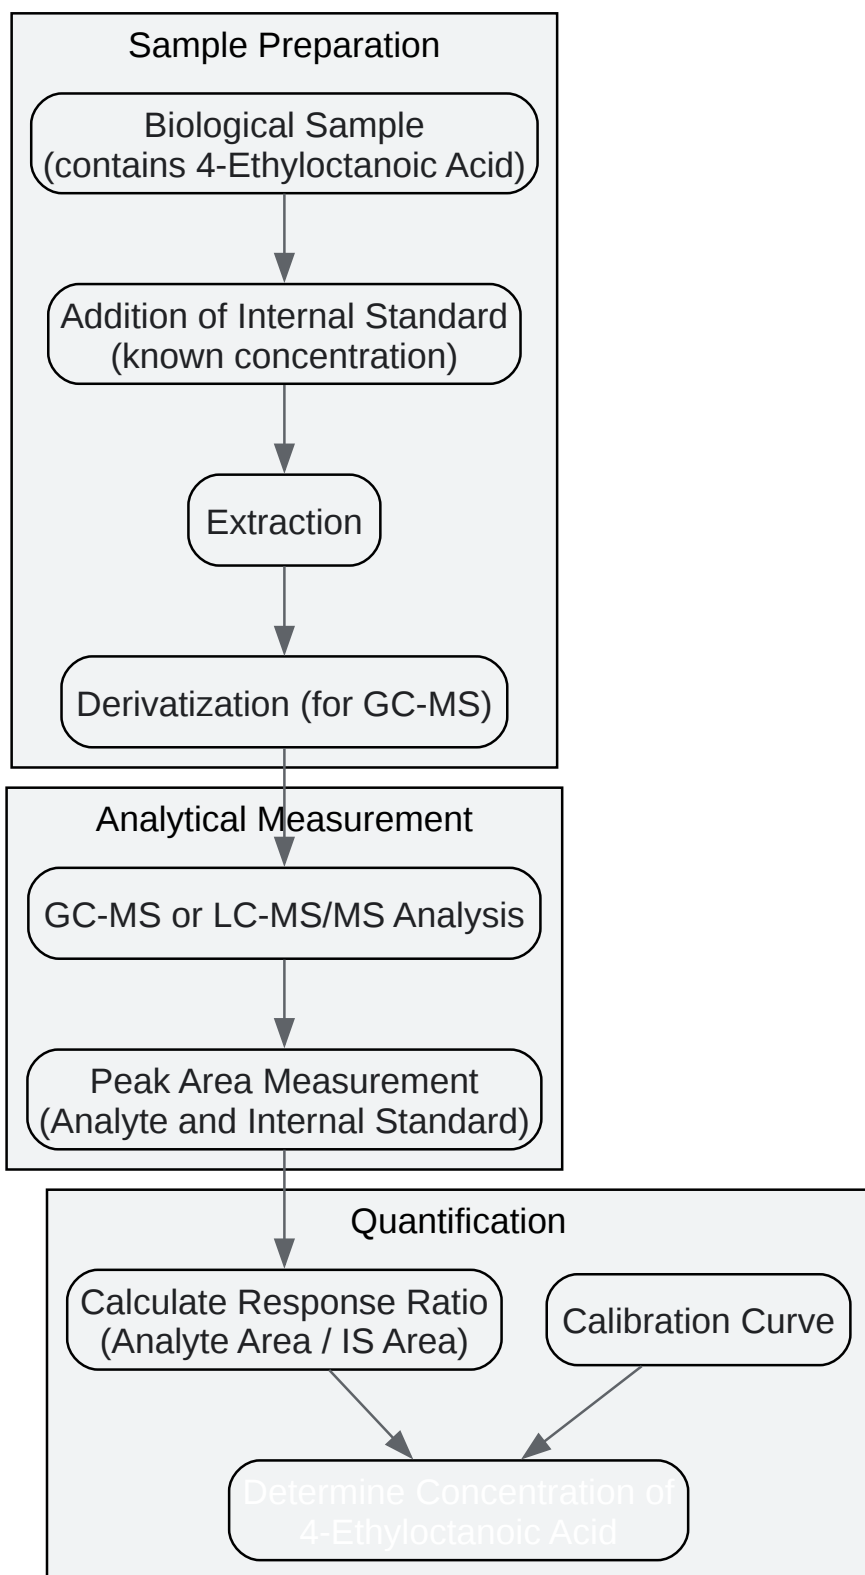 Sample Preparation
Biological Sample
(contains 4-Ethyloctanoic Acid)
Addition of Internal Standard
(known concentration)
Extraction
Derivatization (for GC-MS)
Analytical Measurement
GC-MS or LC-MS/MS Analysis
Peak Area Measurement
(Analyte and Internal Standard)
Quantification
Calculate Response Ratio
(Analyte Area / IS Area)
Calibration Curve
Determine Concentration of
4-Ethyloctanoic Acid